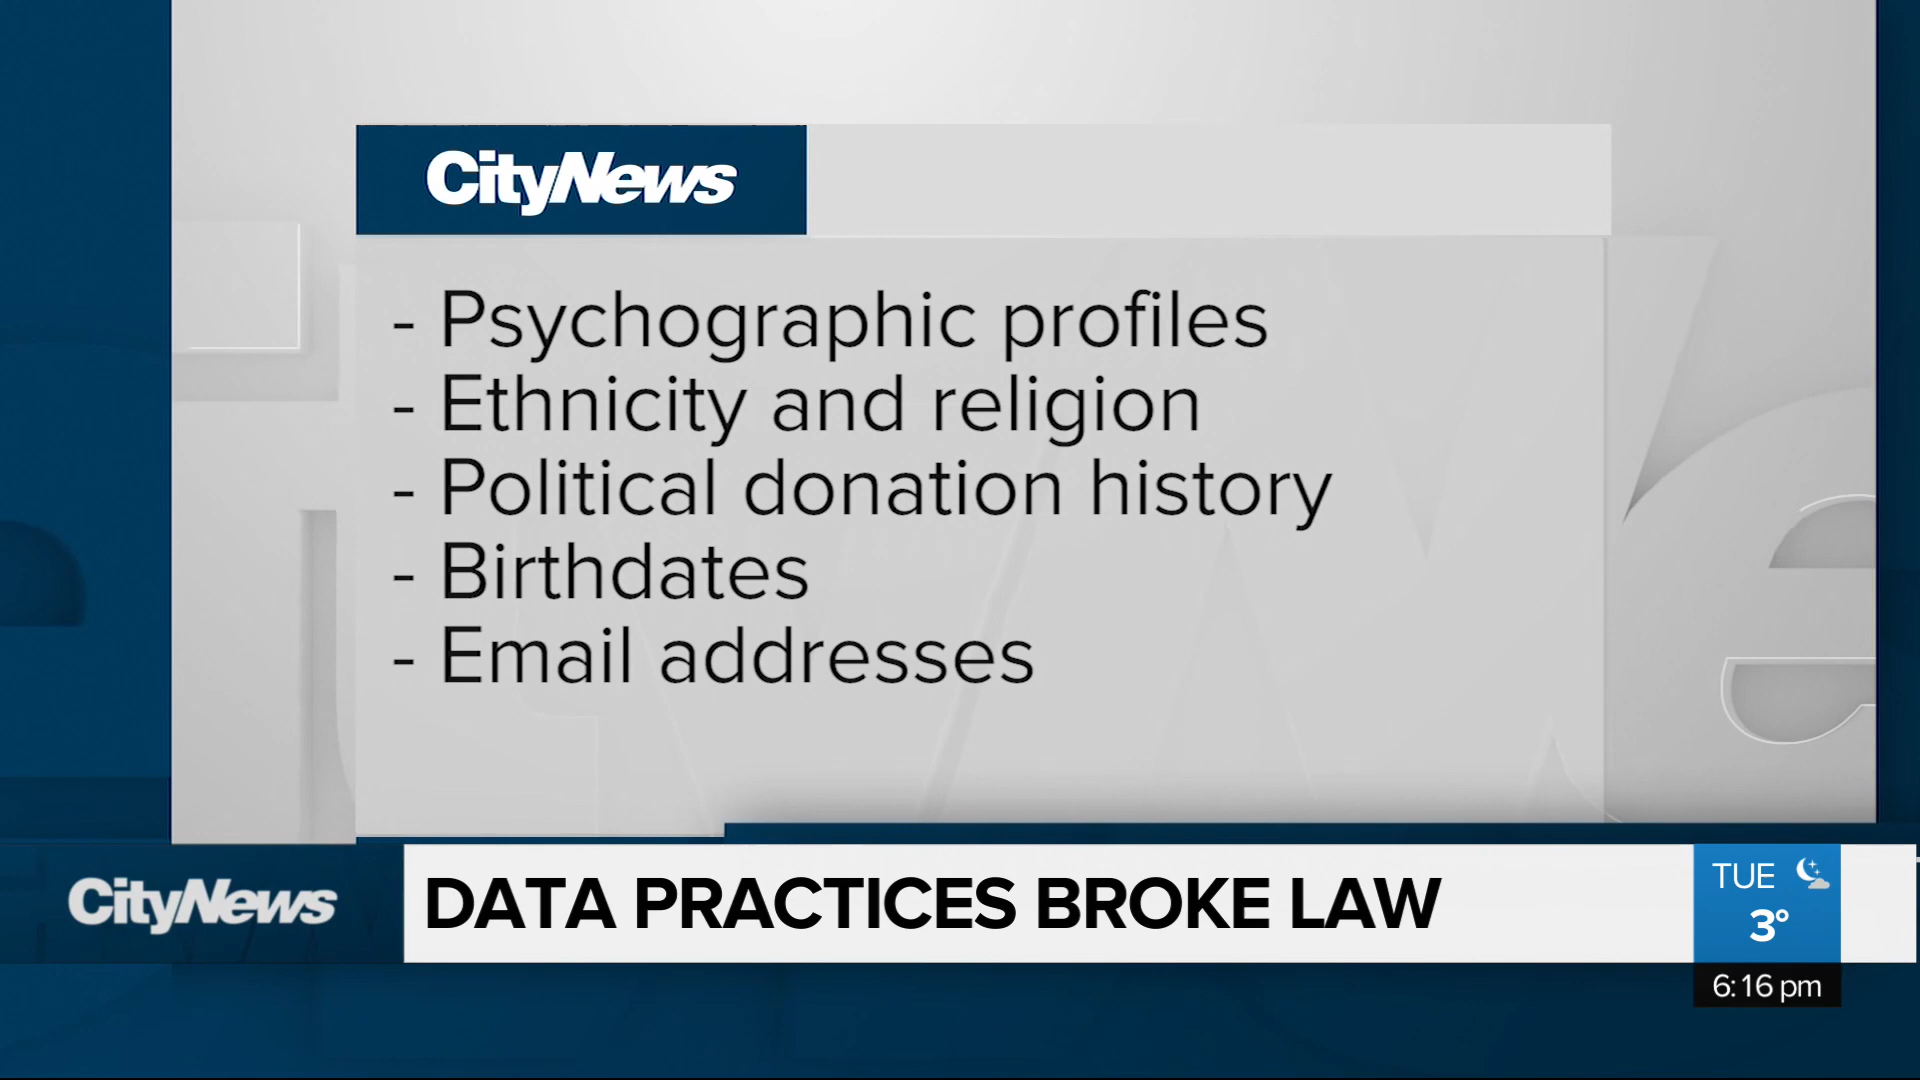 CityNews
- Psychographic profiles
- Ethnicity and religion
- Political donation history
- Birthdates
- Email addresses
CityNews
DATA PRACTICES BROKE LAW
TUE
3°
6:16 pm